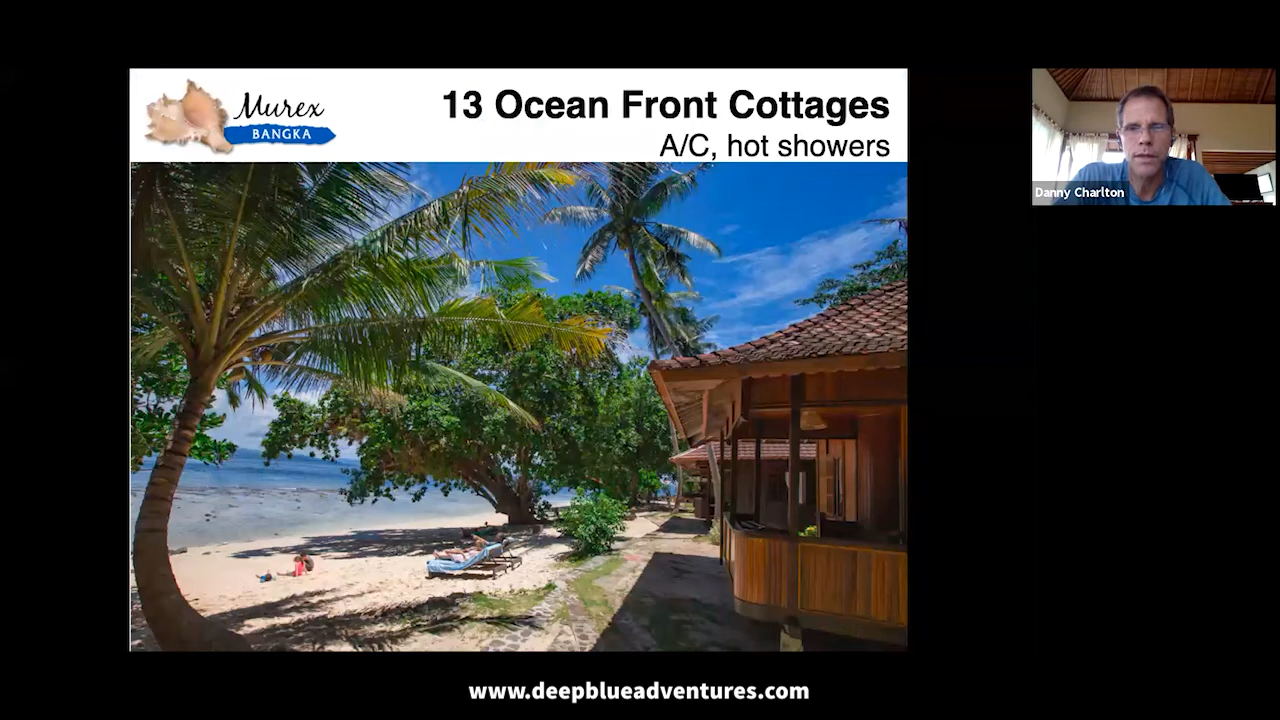 Murex
BANGKA
13 Ocean Front Cottages
A/C, hot showers
Danny Charlton
www.deepblueadventures.com